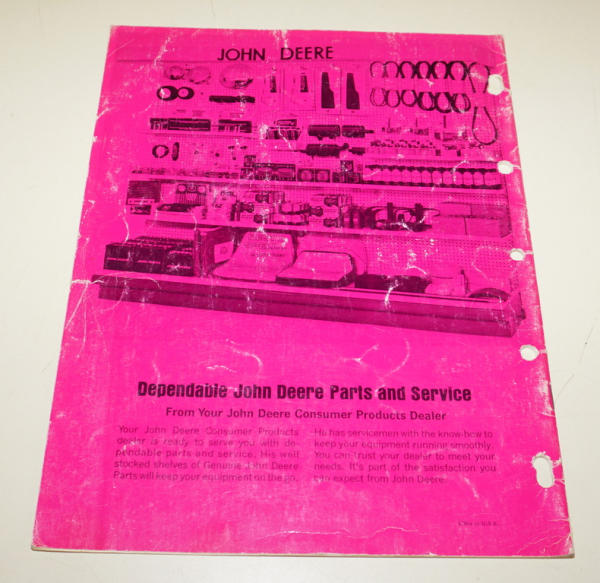 JOHN DEERE
Dependable John Deere Parts and Service
From Your John Deere Consumer Products Dealer
Your John Deere Consumer Products
dealer is ready to serve you with de-
pendable parts and service. His well
stocked shelves of Genuine John Deere
Parts will keep your equipment on the go.
He has servicemen with the know-how to
keep your equipment running smoothly.
You can trust your dealer to meet your
needs. It's part of the satisfaction you
can expect from John Deere.